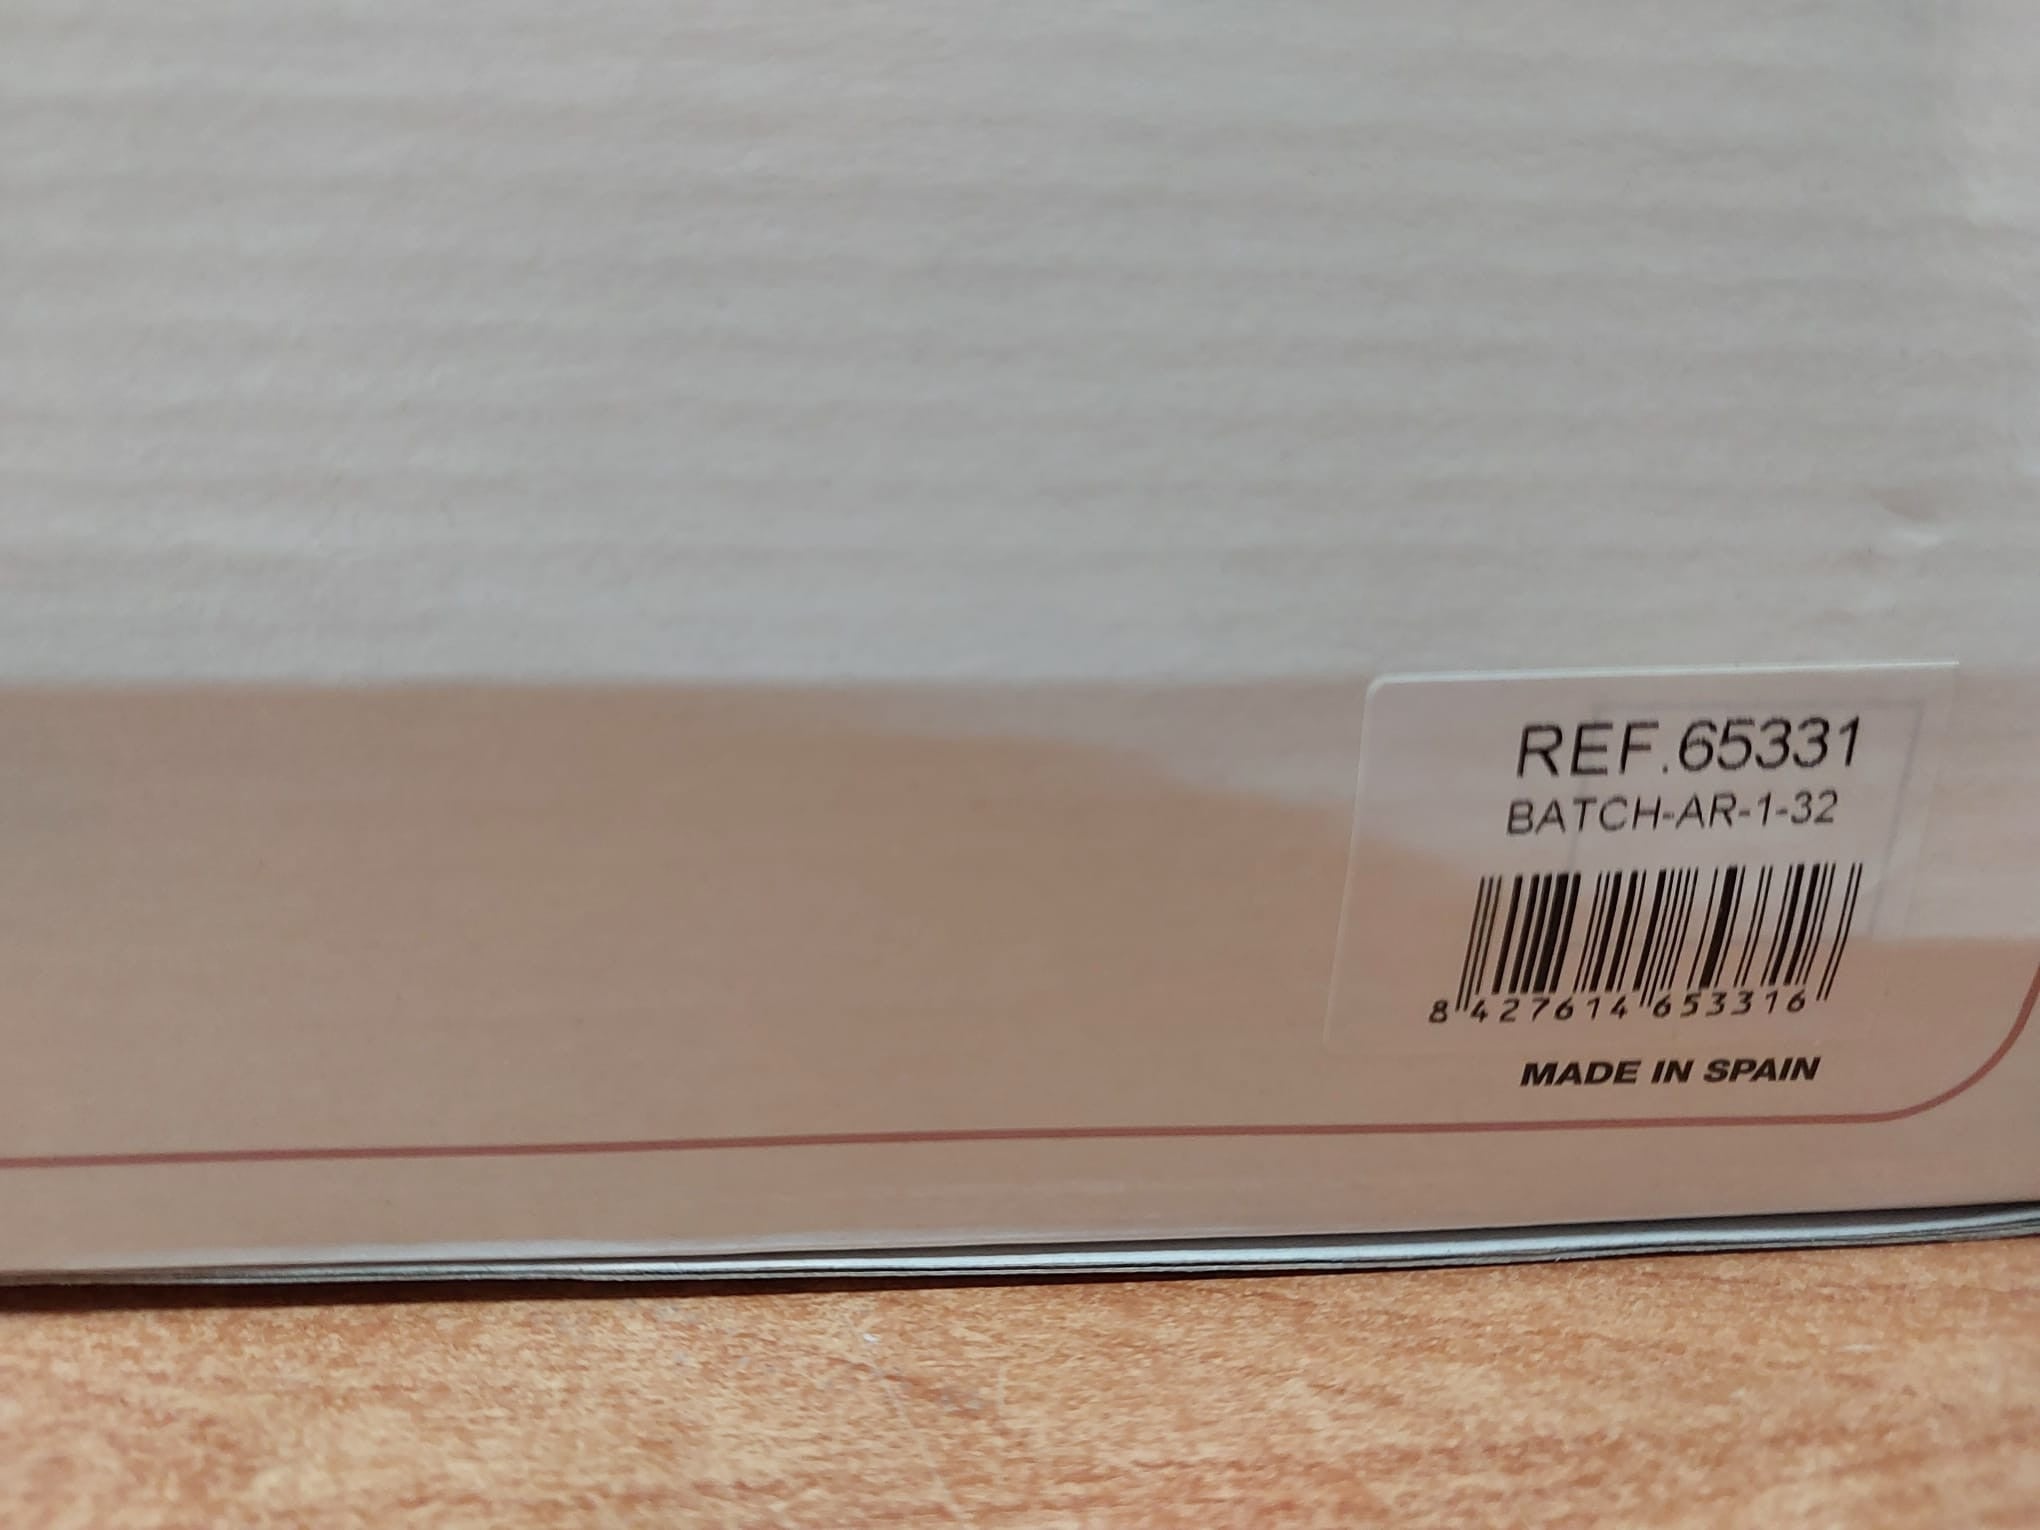 REF.65331
BATCH-AR-1-32
8 427614 653316
MADE IN SPAIN